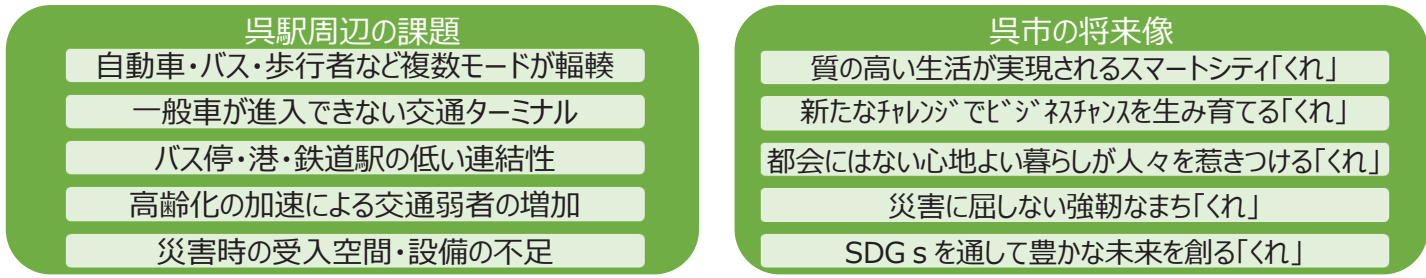 呉駅周辺の課題
自動車・バス・歩行者など複数モードが輻輳
一般車が進入できない交通ターミナル
バス停・港・鉄道駅の低い連結性
高齢化の加速による交通弱者の増加
災害時の受入空間・設備の不足
呉市の将来像
質の高い生活が実現されるスマートシティ「くれ」
新たなﾁｬﾚﾝｼﾞでﾋﾞｼﾞﾈｽﾁｬﾝｽを生み育てる「くれ」
都会にはない心地よい暮らしが人々を惹きつける「くれ」
災害に屈しない強靭なまち「くれ」
SDGｓを通して豊かな未来を創る「くれ」